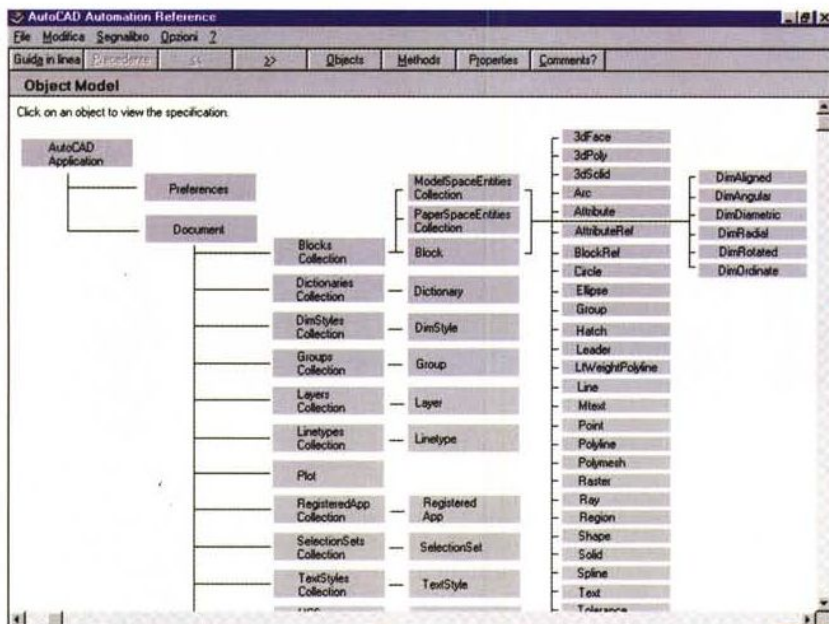 AutoCAD Automation Reference
File Modifica Segnalibro Opzioni ?
Guida in linea Precedente << >> Objects Methods Properties Comments?
Object Model
Click on an object to view the specification.
AutoCAD
Application
Preferences
Document
Blocks
Collection
Dictionaries
Collection
DimStyles
Collection
Groups
Collection
Layers
Collection
Linetypes
Collection
Plot
RegisteredApp
Collection
SelectionSets
Collection
TextStyles
Collection
ModelSpaceEntities
Collection
PaperSpaceEntities
Collection
Block
Dictionary
DimStyle
Group
Layer
Linetype
Registered
App
SelectionSet
TextStyle
3dFace
3dPoly
3dSolid
Arc
Attribute
AttributeRef
BlockRef
Circle
Ellipse
Group
Hatch
Leader
LtWeightPolyline
Line
Mtext
Point
Polyline
Polymesh
Raster
Ray
Region
Shape
Solid
Spline
Text
Tolerance
DimAligned
DimAngular
DimDiametric
DimRadial
DimRotated
DimOrdinate